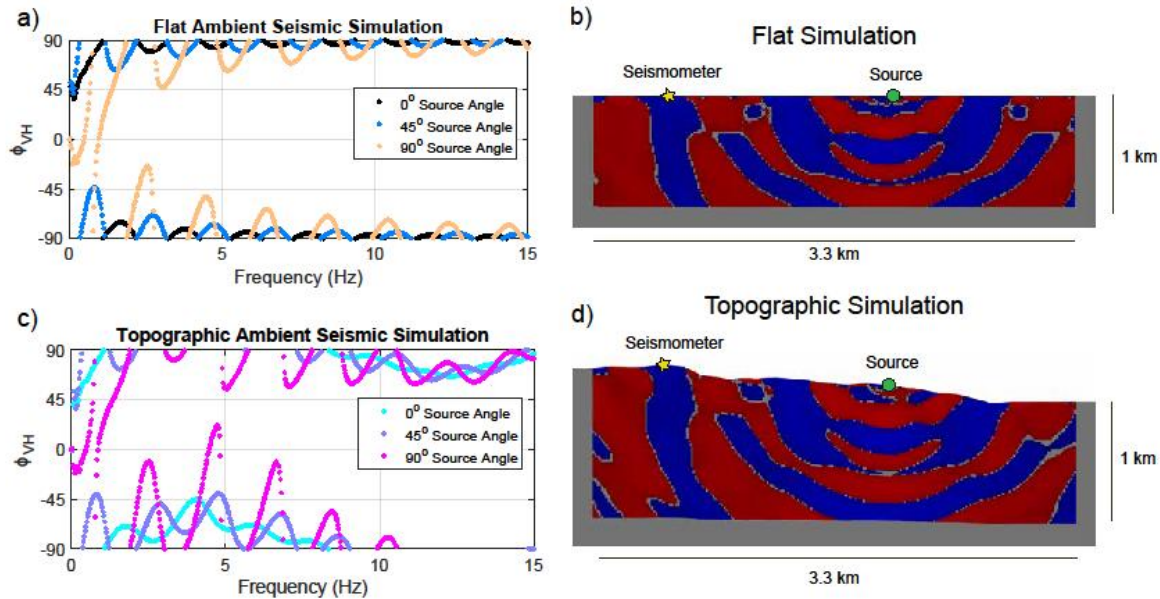 a)
Flat Ambient Seismic Simulation
90
45
0
-45
-90
ϕVH
0° Source Angle
45° Source Angle
90° Source Angle
0 5 10 15
Frequency (Hz)
b)
Flat Simulation
Seismometer
Source
1 km
3.3 km
c)
Topographic Ambient Seismic Simulation
90
45
0
-45
-90
ϕVH
0° Source Angle
45° Source Angle
90° Source Angle
0 5 10 15
Frequency (Hz)
d)
Topographic Simulation
Seismometer
Source
1 km
3.3 km